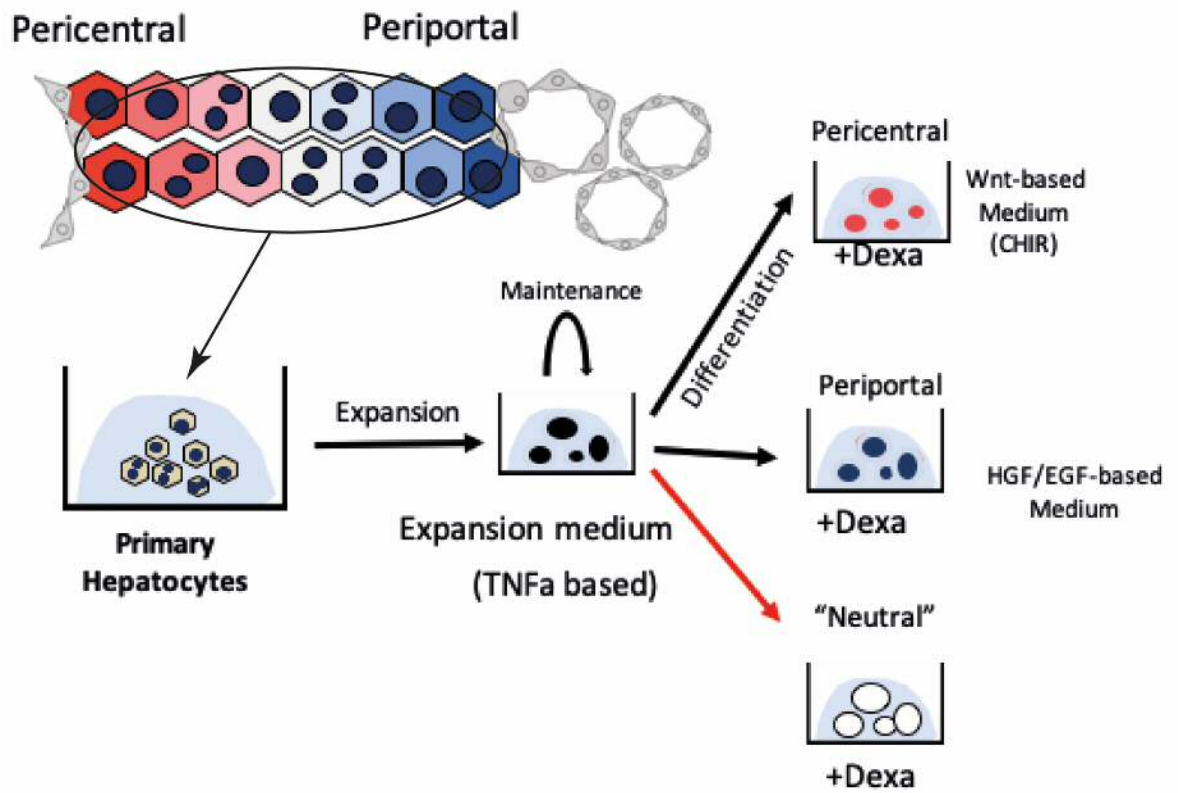 Pericentral
Periportal
Pericentral
Wnt-based
Medium
(CHIR)
+Dexa
Maintenance
Differentiation
Expansion
Periportal
HGF/EGF-based
Medium
+Dexa
Primary
Hepatocytes
Expansion medium
(TNFa based)
“Neutral”
+Dexa